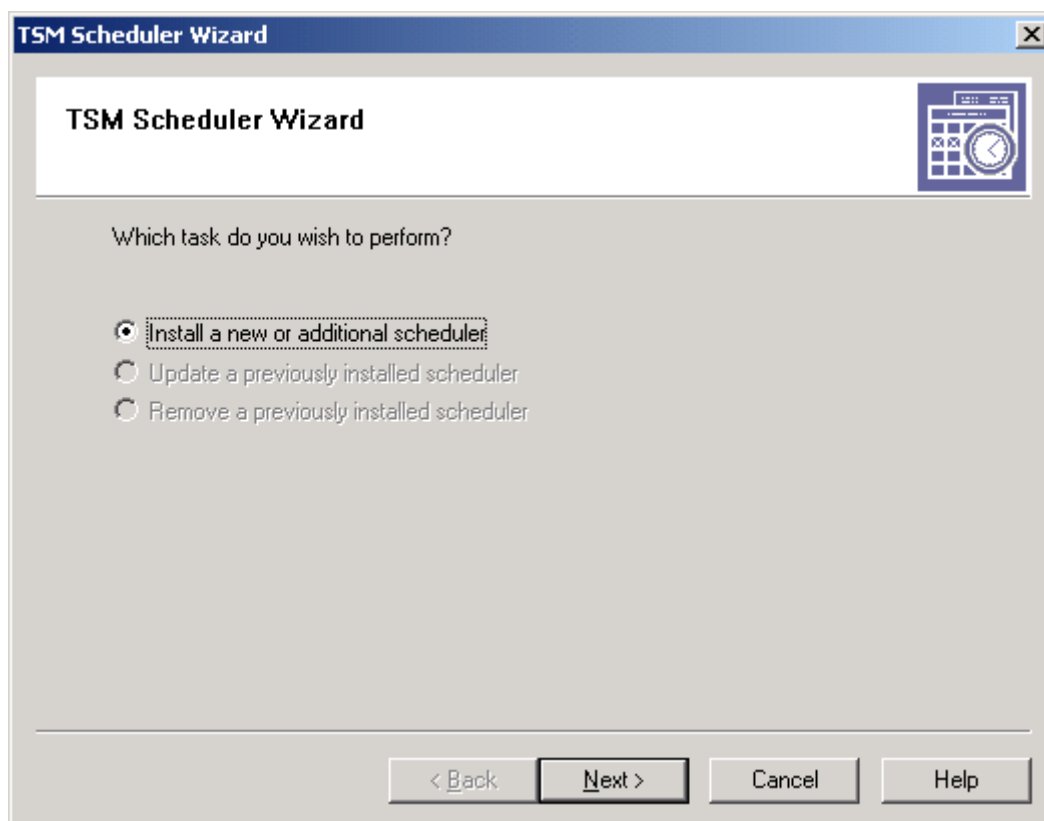 TSM Scheduler Wizard
TSM Scheduler Wizard
Which task do you wish to perform?
Install a new or additional scheduler
Update a previously installed scheduler
Remove a previously installed scheduler
< Back Next > Cancel Help